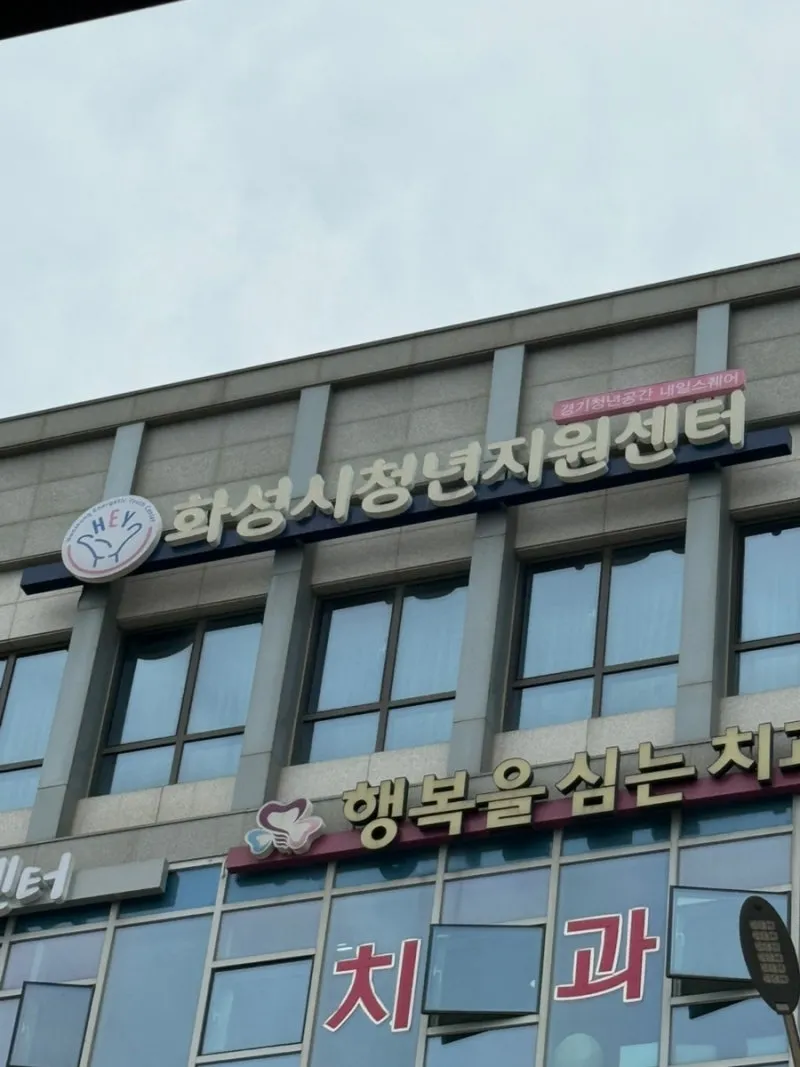 경기청년공간 내일스퀘어
HEY
화성시청년지원센터
행복을심는치과
센터
치 과